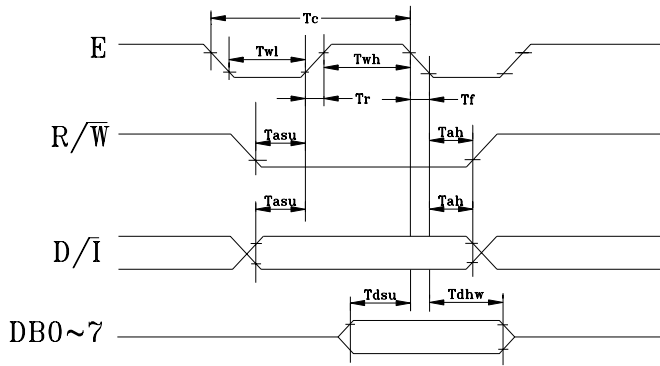 Tc
E
Twl
Twh
Tr
Tf
R/W̅
Tasu
Tah
Tasu
Tah
D/I̅
Tdsu
Tdhw
DB0~7